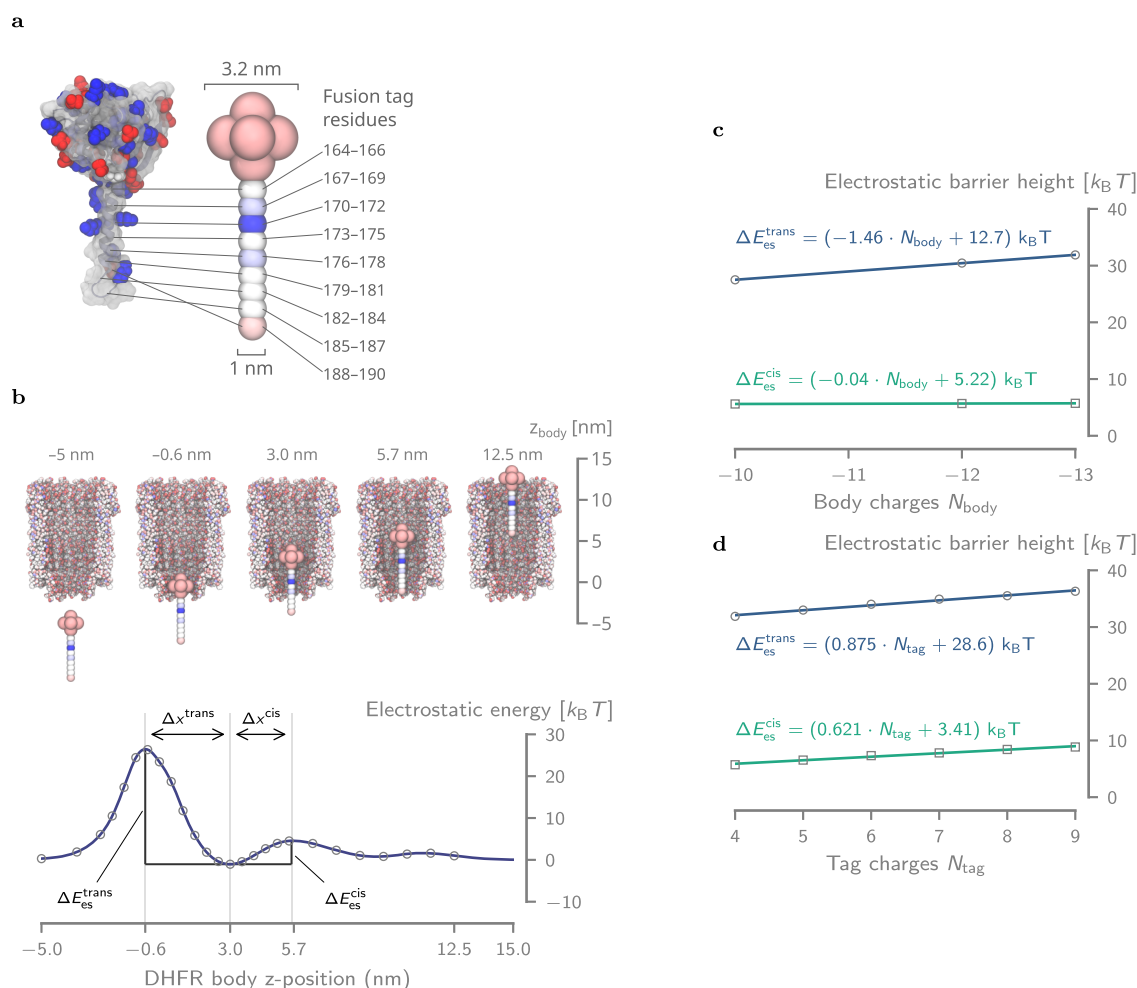 a
3.2 nm
Fusion tag
residues
164–166
167–169
170–172
173–175
176–178
179–181
182–184
185–187
188–190
1 nm
b
z_body [nm]
–5 nm
–0.6 nm
3.0 nm
5.7 nm
12.5 nm
15
10
5
0
–5
Δx^trans
Δx^cis
Electrostatic energy [k_B T]
30
20
10
0
−10
ΔE_es^trans
ΔE_es^cis
−5.0
−0.6
3.0
5.7
12.5
15.0
DHFR body z-position (nm)
c
Electrostatic barrier height [k_B T]
ΔE_es^trans = (−1.46 · N_body + 12.7) k_BT
ΔE_es^cis = (−0.04 · N_body + 5.22) k_BT
40
30
20
10
0
−10
−11
−12
−13
Body charges N_body
d
Electrostatic barrier height [k_B T]
ΔE_es^trans = (0.875 · N_tag + 28.6) k_BT
ΔE_es^cis = (0.621 · N_tag + 3.41) k_BT
40
30
20
10
0
4
5
6
7
8
9
Tag charges N_tag